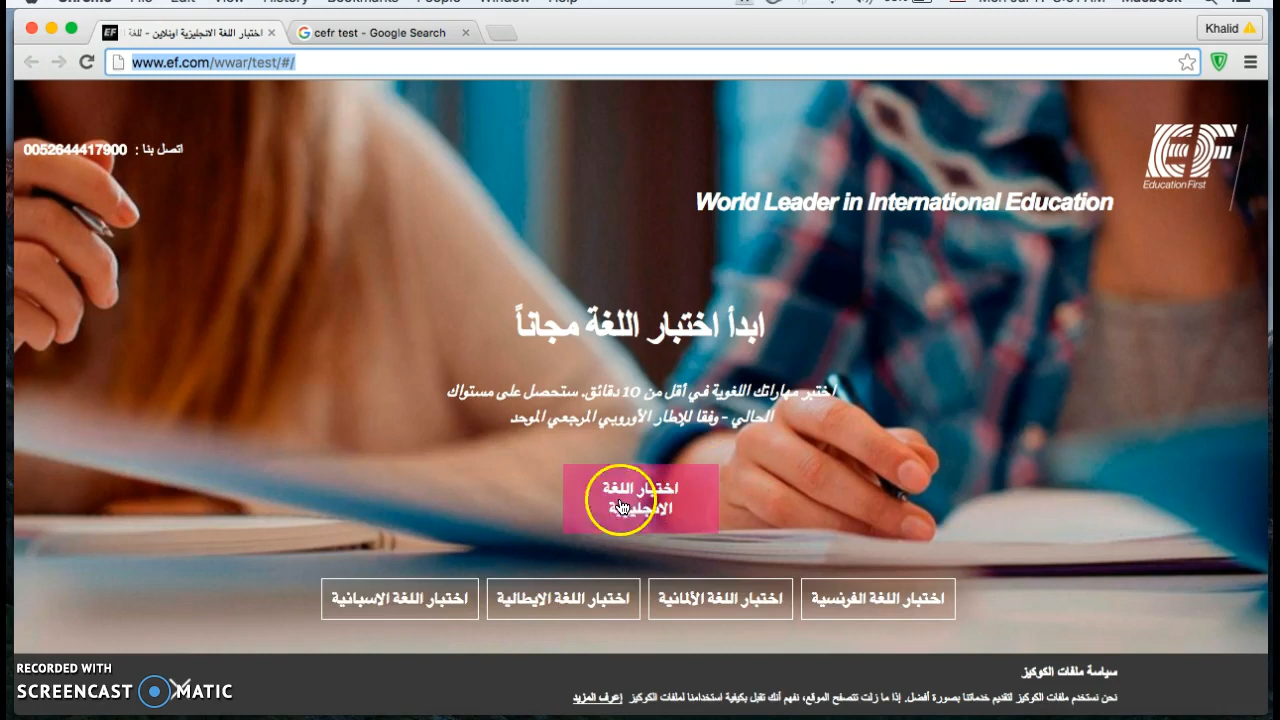 Chrome File Edit View History Bookmarks People Window Help
EF اختبار اللغة الانجليزية اونلاين - للغة
cefr test - Google Search
Khalid
www.ef.com/wwar/test/#/
اتصل بنا : 0052644417900
EF
Education First
World Leader in International Education
ابدأ اختبار اللغة مجاناً
اختبر مهاراتك اللغوية في أقل من 10 دقائق. ستحصل على مستواك
الحالي - وفقا للإطار الأوروبي المرجعي الموحد
اختبار اللغة
الانجليزية
اختبار اللغة الفرنسية
اختبار اللغة الألمانية
اختبار اللغة الايطالية
اختبار اللغة الاسبانية
سياسة ملفات الكوكيز
نحن نستخدم ملفات الكوكيز لتقديم خدماتنا بصورة أفضل. إذا ما زلت تتصفح الموقع، نفهم أنك تقبل بكيفية استخدامنا لملفات الكوكيز إعرف المزيد
RECORDED WITH
SCREENCAST MATIC